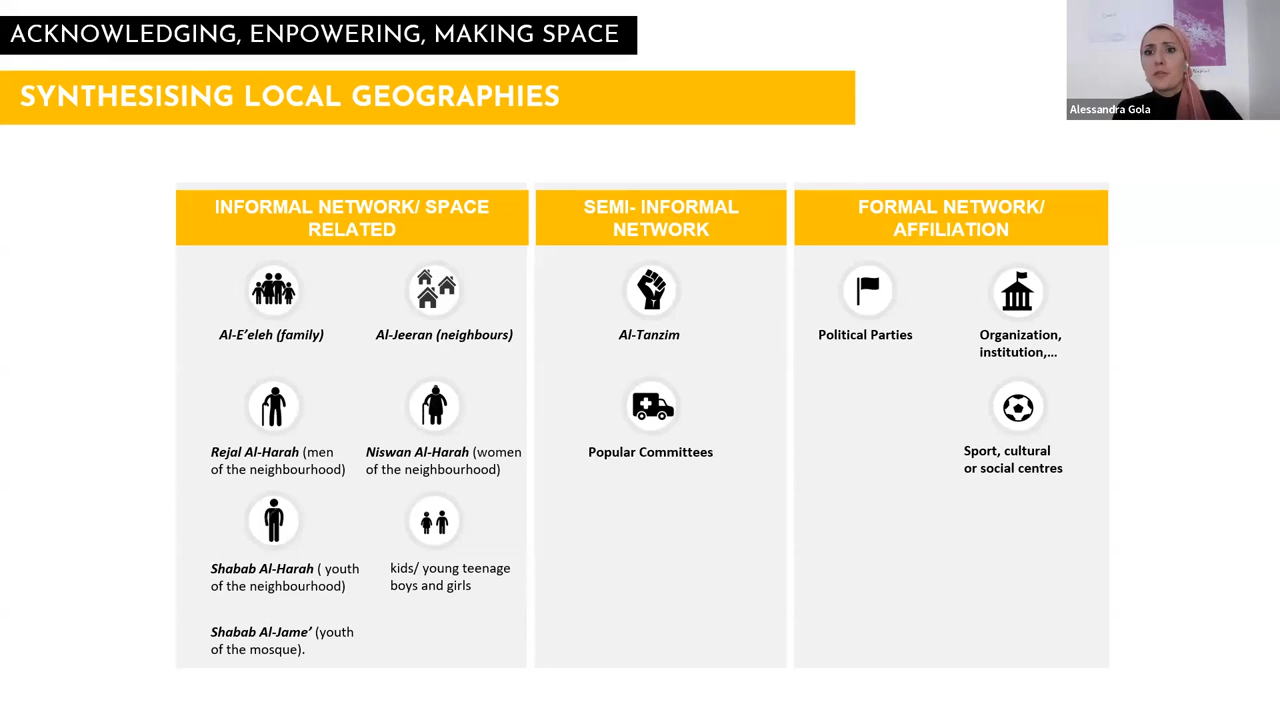 ACKNOWLEDGING, ENPOWERING, MAKING SPACE
SYNTHESISING LOCAL GEOGRAPHIES
Alessandra Gola
INFORMAL NETWORK/ SPACE
RELATED
Al-E’eleh (family)
Al-Jeeran (neighbours)
Rejal Al-Harah (men
of the neighbourhood)
Niswan Al-Harah (women
of the neighbourhood)
Shabab Al-Harah ( youth
of the neighbourhood)
kids/ young teenage
boys and girls
Shabab Al-Jame’ (youth
of the mosque).
SEMI- INFORMAL
NETWORK
Al-Tanzim
Popular Committees
FORMAL NETWORK/
AFFILIATION
Political Parties
Organization,
institution,...
Sport, cultural
or social centres